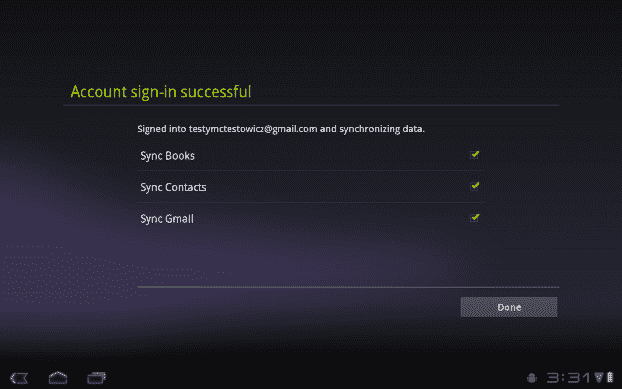 Account sign-in successful
Signed into testymctestowicz@gmail.com and synchronizing data.
Sync Books
Sync Contacts
Sync Gmail
Done
3:31